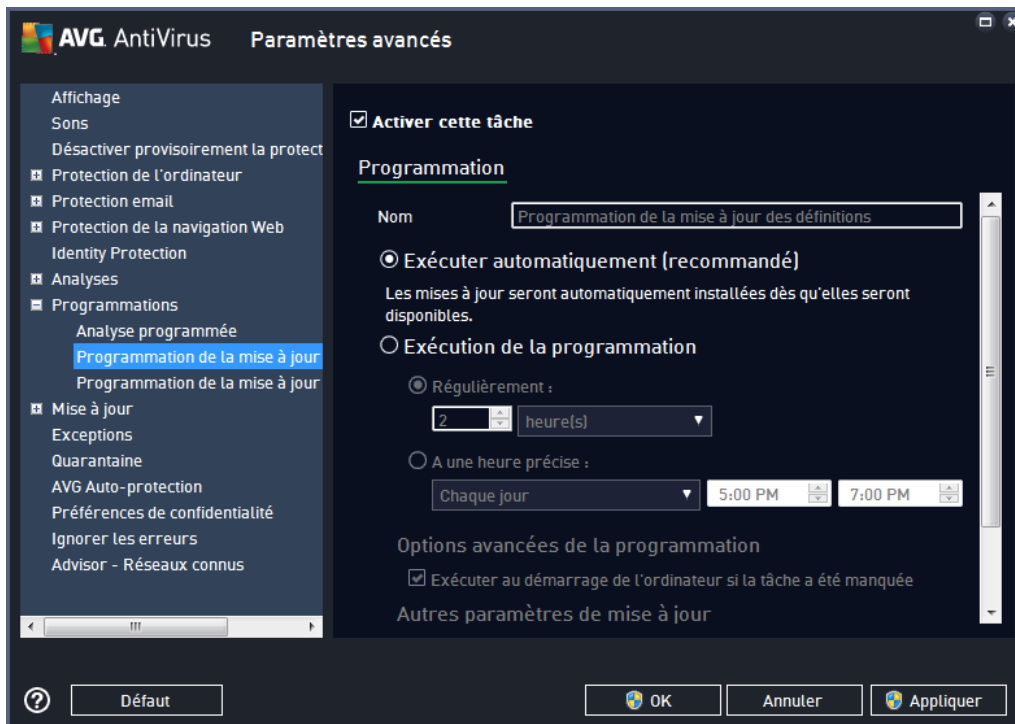 AVG AntiVirus Paramètres avancés
Affichage
Sons
Désactiver provisoirement la protect
Protection de l'ordinateur
Protection email
Protection de la navigation Web
Identity Protection
Analyses
Programmations
Analyse programmée
Programmation de la mise à jour
Programmation de la mise à jour
Mise à jour
Exceptions
Quarantaine
AVG Auto-protection
Préférences de confidentialité
Ignorer les erreurs
Advisor - Réseaux connus
Activer cette tâche
Programmation
Nom Programmation de la mise à jour des définitions
Exécuter automatiquement (recommandé)
Les mises à jour seront automatiquement installées dès qu'elles seront
disponibles.
Exécution de la programmation
Régulièrement :
2 heure(s)
A une heure précise :
Chaque jour 5:00 PM 7:00 PM
Options avancées de la programmation
Exécuter au démarrage de l'ordinateur si la tâche a été manquée
Autres paramètres de mise à jour
? Défaut OK Annuler Appliquer